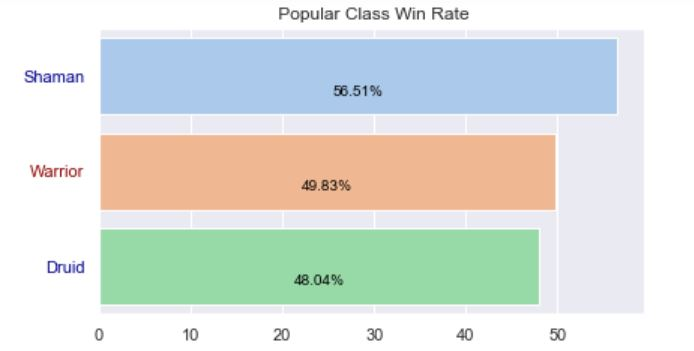 Popular Class Win Rate
Shaman
56.51%
Warrior
49.83%
Druid
48.04%
0 10 20 30 40 50